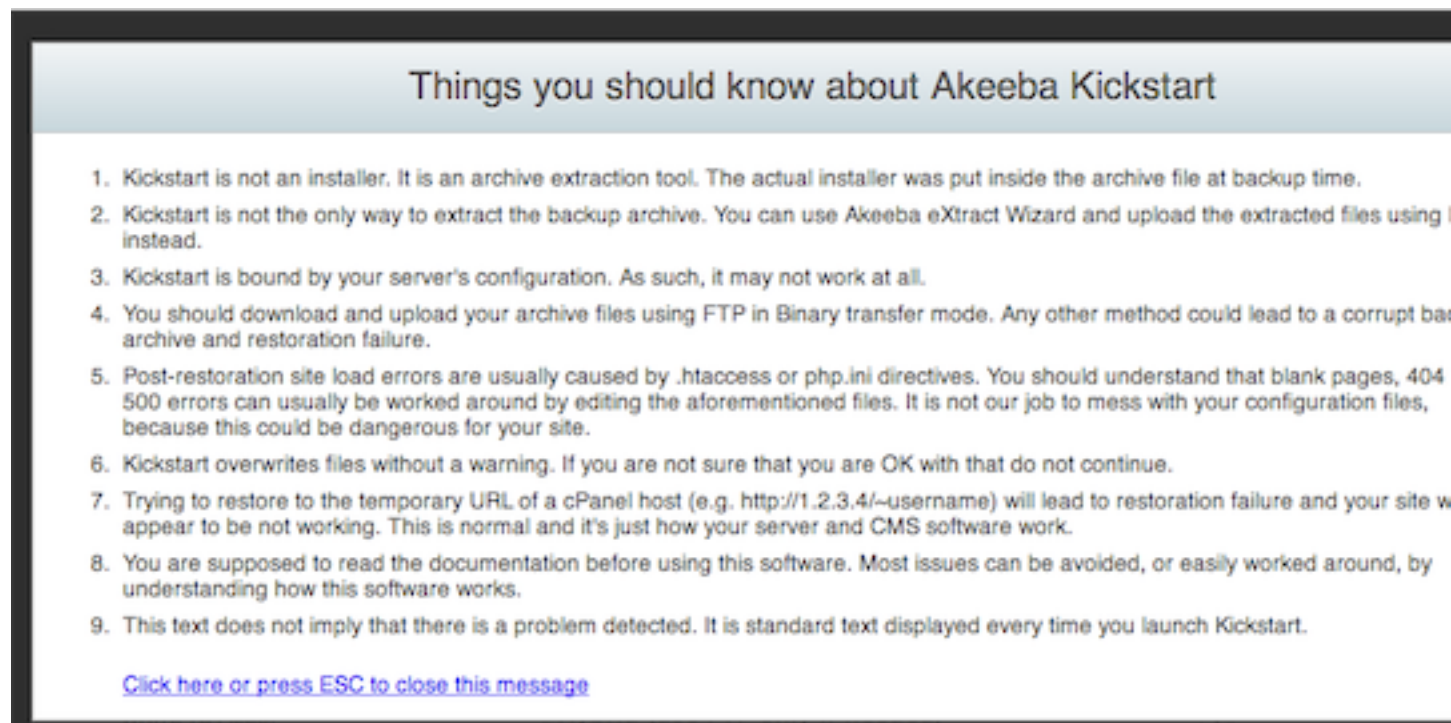 Things you should know about Akeeba Kickstart
1. Kickstart is not an installer. It is an archive extraction tool. The actual installer was put inside the archive file at backup time.
2. Kickstart is not the only way to extract the backup archive. You can use Akeeba eXtract Wizard and upload the extracted files using
instead.
3. Kickstart is bound by your server's configuration. As such, it may not work at all.
4. You should download and upload your archive files using FTP in Binary transfer mode. Any other method could lead to a corrupt
archive and restoration failure.
5. Post-restoration site load errors are usually caused by .htaccess or php.ini directives. You should understand that blank pages, 404
500 errors can usually be worked around by editing the aforementioned files. It is not our job to mess with your configuration files,
because this could be dangerous for your site.
6. Kickstart overwrites files without a warning. If you are not sure that you are OK with that do not continue.
7. Trying to restore to the temporary URL of a cPanel host (e.g. http://1.2.3.4/~username) will lead to restoration failure and your site
appear to be not working. This is normal and it's just how your server and CMS software work.
8. You are supposed to read the documentation before using this software. Most issues can be avoided, or easily worked around, by
understanding how this software works.
9. This text does not imply that there is a problem detected. It is standard text displayed every time you launch Kickstart.
Click here or press ESC to close this message